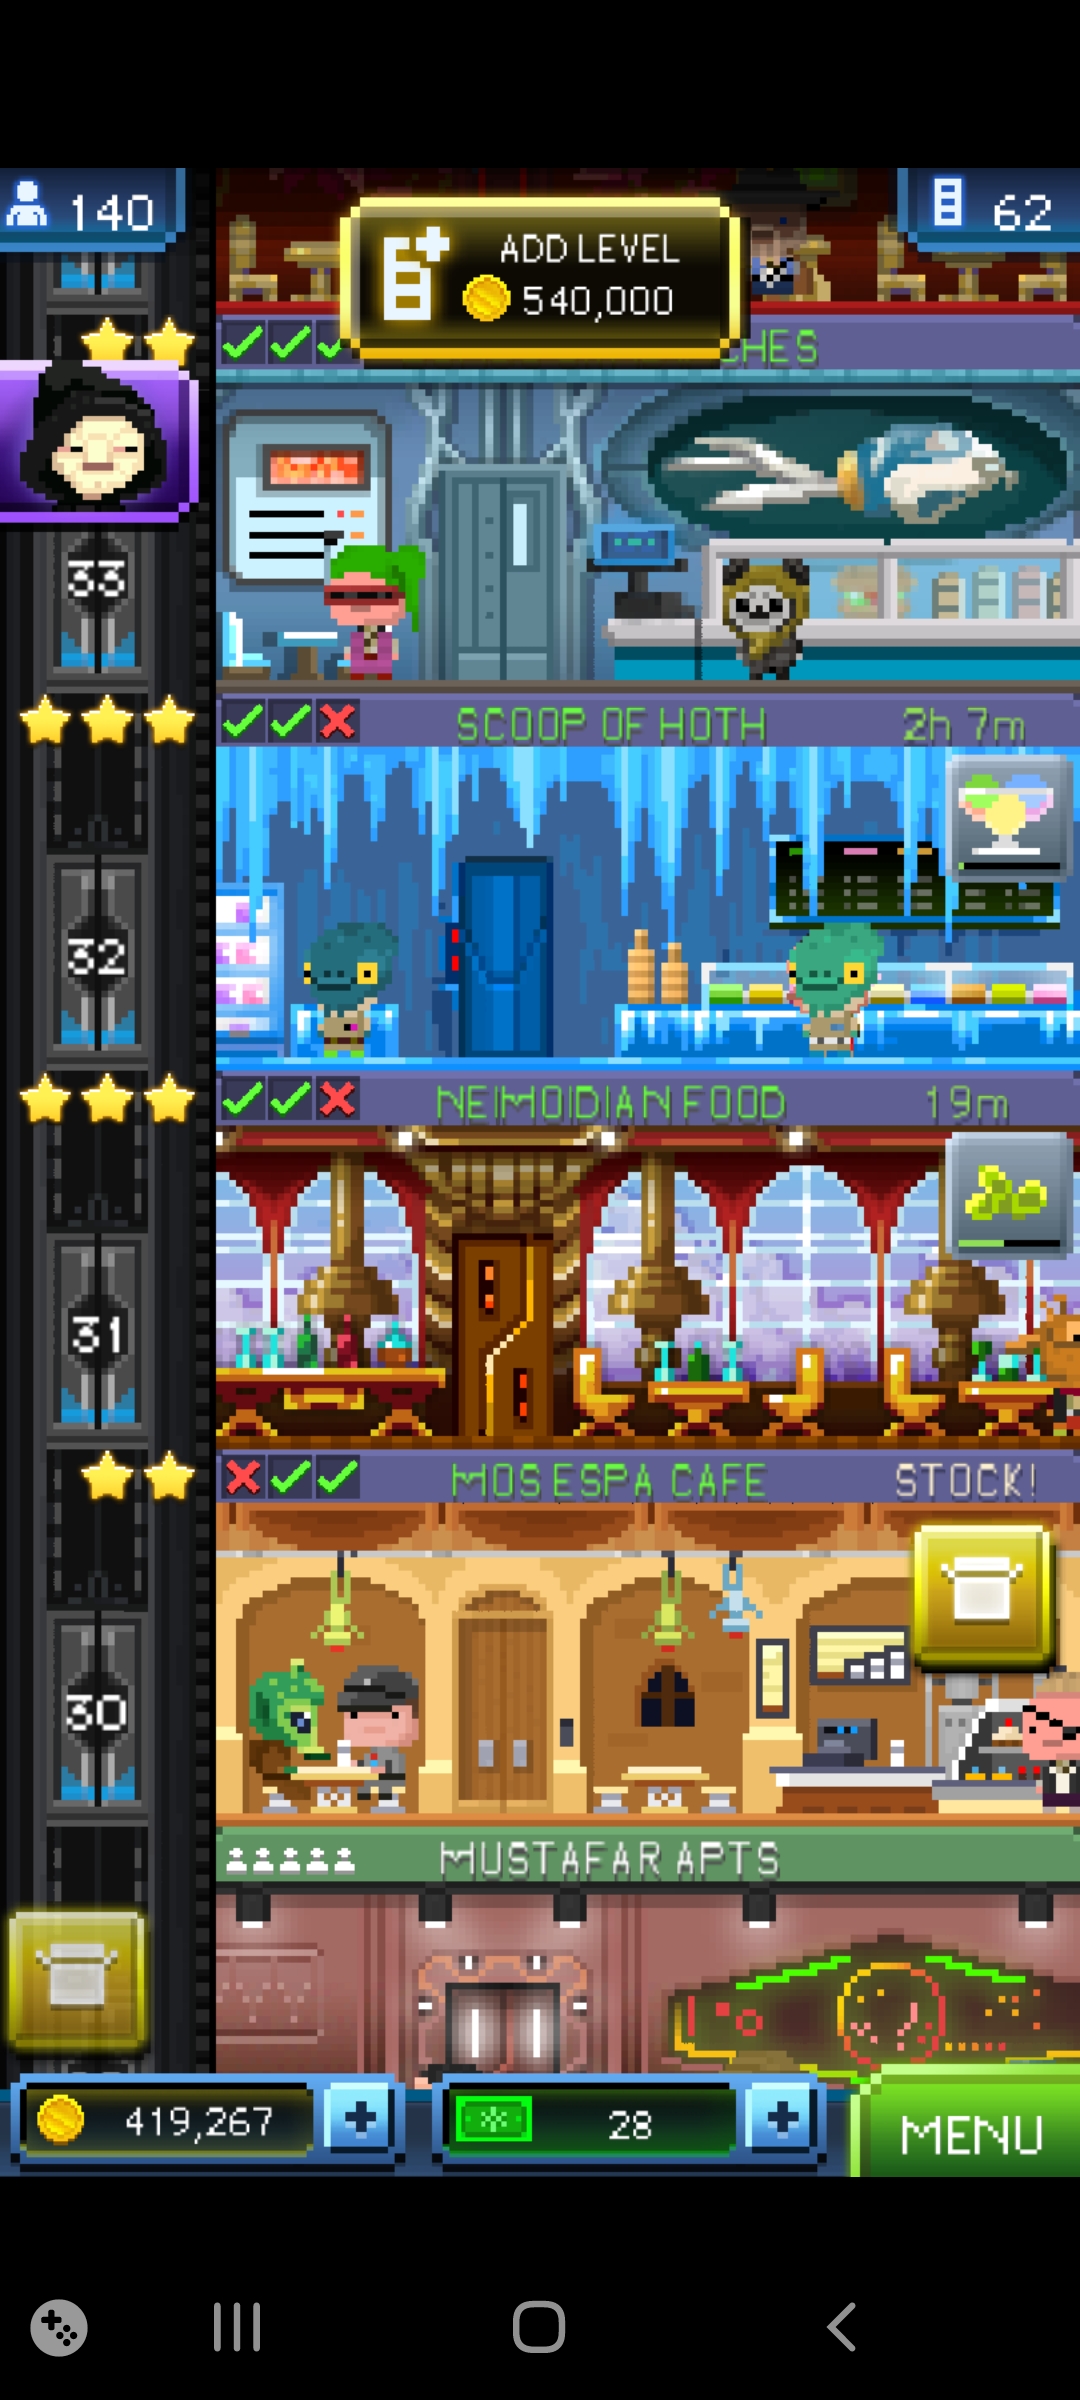 140
ADD LEVEL
540,000
62
CHES
33
SCOOP OF HOTH 2h 7m
32
NEIMOIDIAN FOOD 19m
31
MOS ESPA CAFE STOCK!
30
MUSTAFAR APTS
419,267
28
MENU